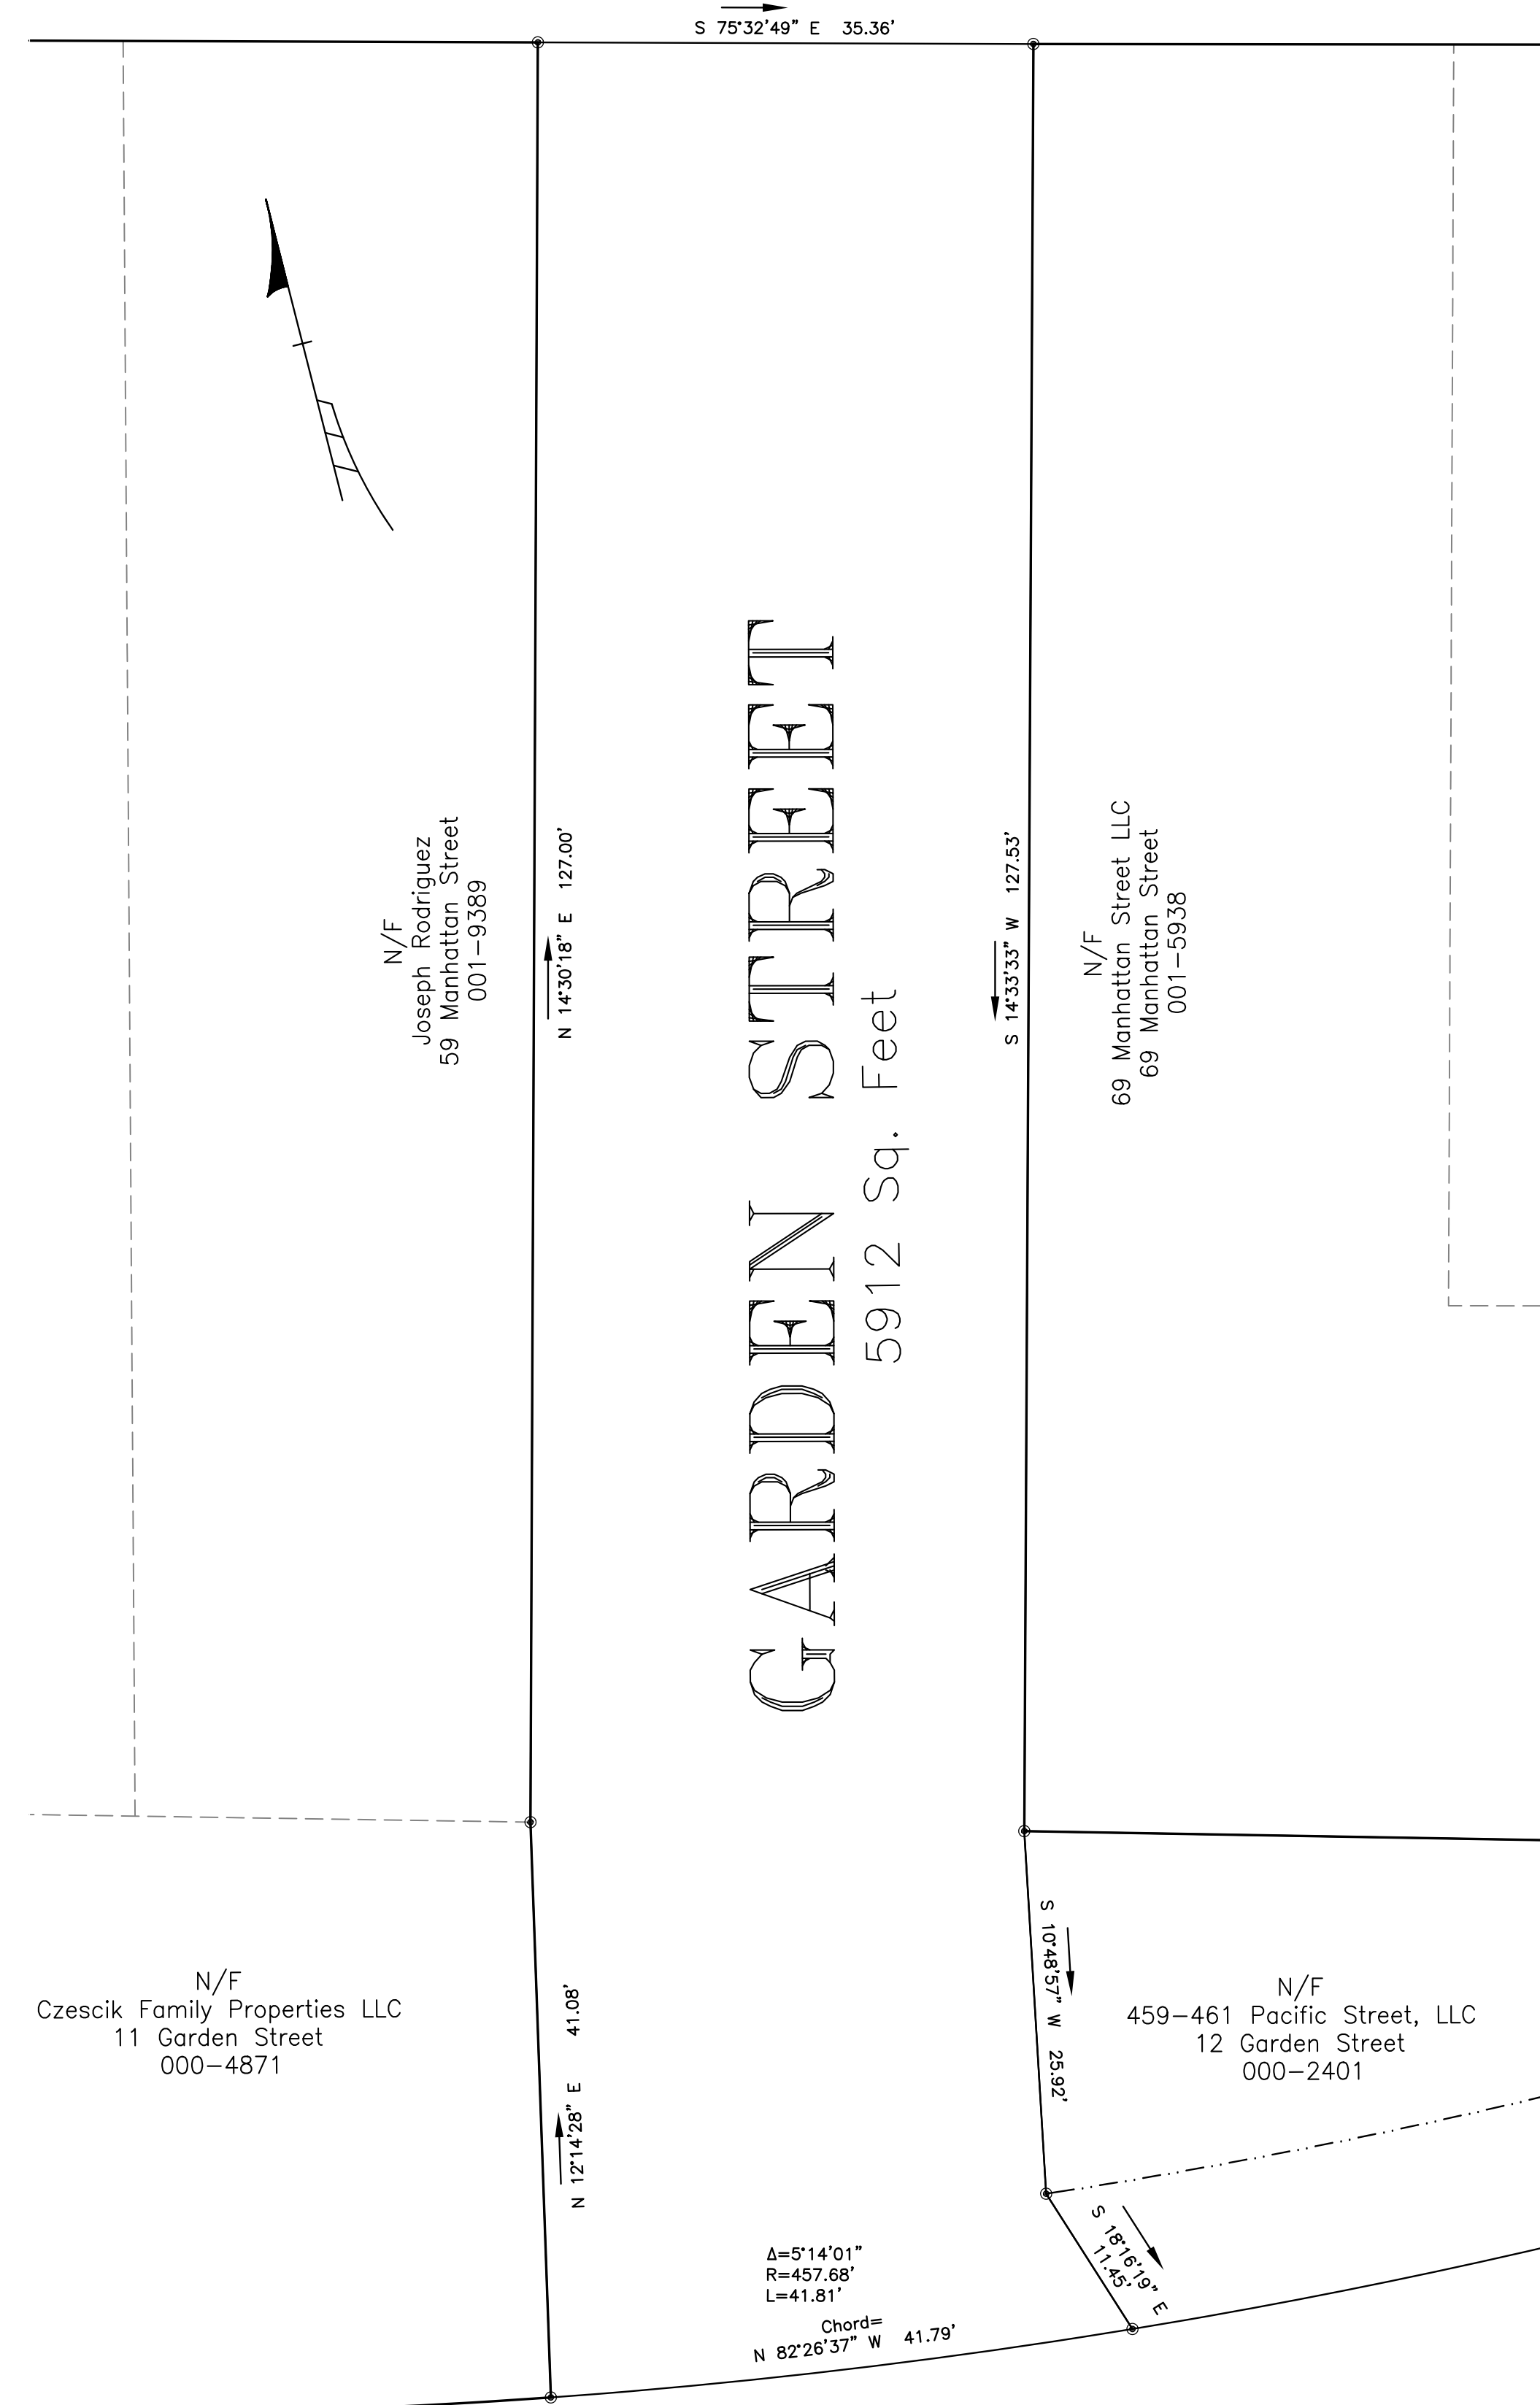 S 75°32'49" E 35.36'
N/F
Joseph Rodriguez
59 Manhattan Street
001-9389
N 14°30'18" E 127.00'
GARDEN STREET
5912 Sq. Feet
S 14°33'33" W 127.53'
N/F
69 Manhattan Street LLC
69 Manhattan Street
001-5938
N/F
Czescik Family Properties LLC
11 Garden Street
000-4871
N 12°14'28" E 41.08'
S 10°48'57" W 25.92'
N/F
459-461 Pacific Street, LLC
12 Garden Street
000-2401
S 18°16'19" E
11.45'
Δ=5°14'01"
R=457.68'
L=41.81'
Chord=
N 82°26'37" W 41.79'